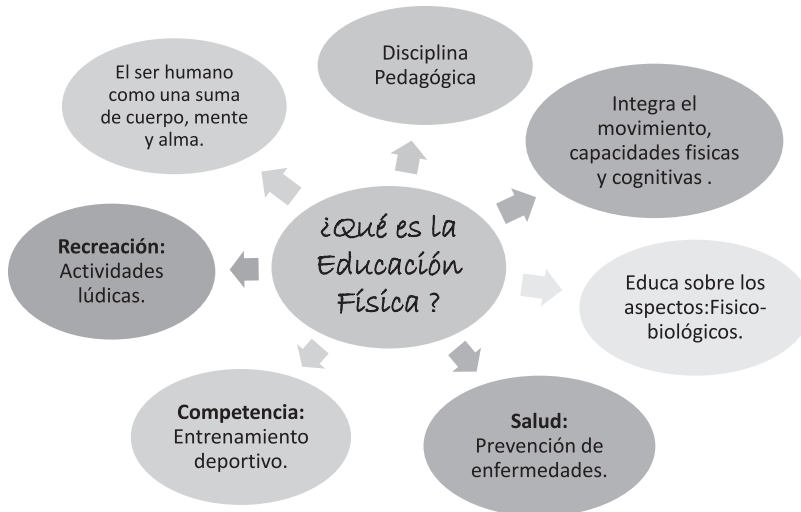 Disciplina
Pedagógica
El ser humano
como una suma
de cuerpo, mente
y alma.
Integra el
movimiento,
capacidades fisicas
y cognitivas .
¿Qué es la
Educación
Física ?
Recreación:
Actividades
lúdicas.
Educa sobre los
aspectos:Fisico-
biológicos.
Competencia:
Entrenamiento
deportivo.
Salud:
Prevención de
enfermedades.